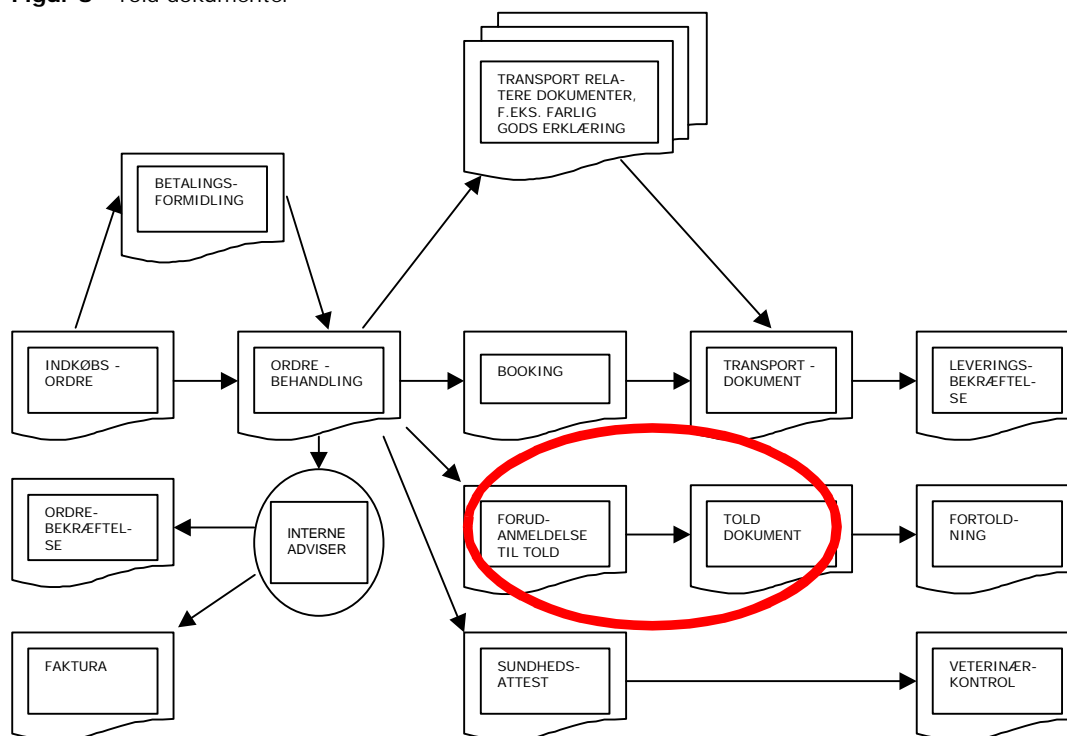 TRANSPORT RELA-
TERE DOKUMENTER,
F.EKS. FARLIG
GODS ERKLÆRING
BETALINGS-
FORMIDLING
INDKØBS -
ORDRE
ORDRE -
BEHANDLING
BOOKING
TRANSPORT -
DOKUMENT
LEVERINGS-
BEKRÆFTEL-
SE
ORDRE-
BEKRÆFTEL-
SE
INTERNE
ADVISER
FORUD-
ANMELDELSE
TIL TOLD
TOLD
DOKUMENT
FORTOLD-
NING
FAKTURA
SUNDHEDS-
ATTEST
VETERINÆR-
KONTROL